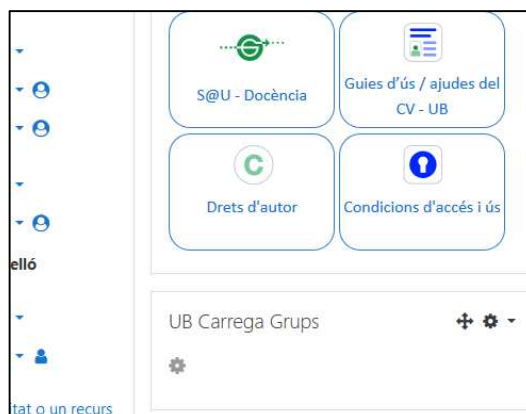 S@U - Docència
Guies d'ús / ajudes del
CV - UB
C
Drets d'autor
Condicions d'accés i ús
elló
UB Carrega Grups
tat o un recurs